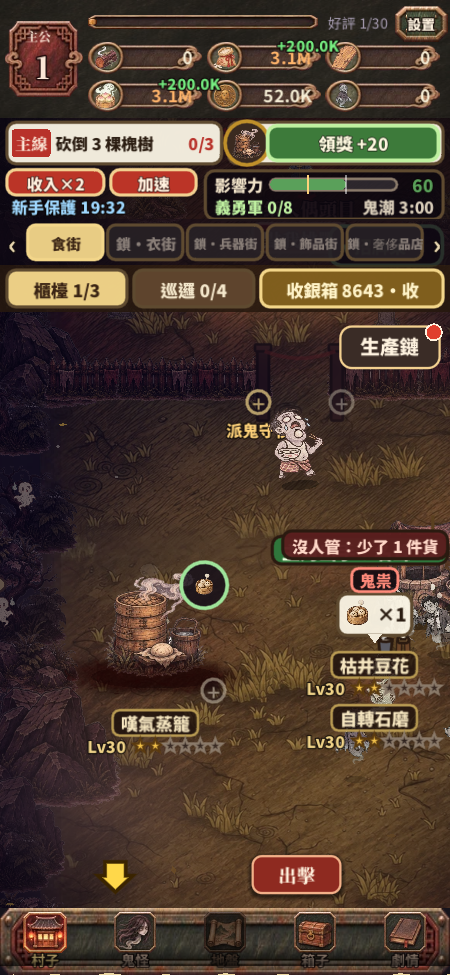 主公
1
好評 1/30
設置
0
+200.0K
3.1M
0
+200.0K
3.1M
52.0K
0
主線 砍倒 3 棵槐樹 0/3
領獎 +20
收入×2
加速
影響力 60
新手保護 19:32
義勇軍 0/8
鬼潮 3:00
‹ 食街
鎖・衣街
鎖・兵器街
鎖・飾品街
鎖・奢侈品店 ›
櫃檯 1/3
巡邏 0/4
收銀箱 8643・收
生產鏈
派鬼守
沒人管：少了 1 件貨
鬼祟
×1
枯井豆花
Lv30
自轉石磨
Lv30
嘆氣蒸籠
Lv30
出擊
村子
鬼怪
地盤
箱子
劇情